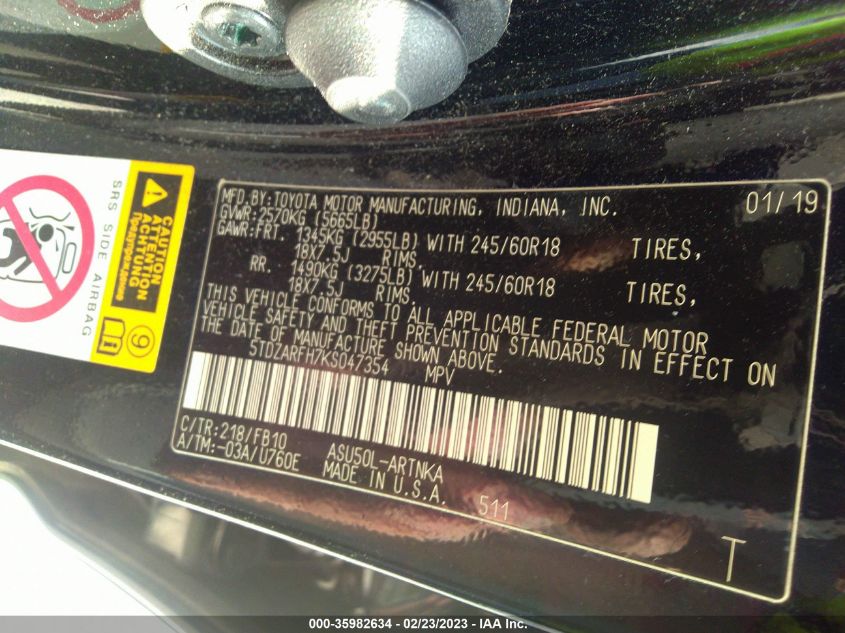 MFD.BY:TOYOTA MOTOR MANUFACTURING, INDIANA, INC. 01/19
GVWR:2570KG (5665LB)
GAWR:FRT. 1345KG (2955LB) WITH 245/60R18 TIRES,
18X7.5J RIMS.
RR. 1490KG (3275LB) WITH 245/60R18 TIRES,
18X7.5J RIMS.
THIS VEHICLE CONFORMS TO ALL APPLICABLE FEDERAL MOTOR
VEHICLE SAFETY AND THEFT PREVENTION STANDARDS IN EFFECT ON
THE DATE OF MANUFACTURE SHOWN ABOVE.
5TDZARFH7KS047354 MPV
C/TR:218/FB10
A/TM:-03A/U760E
ASU50L-ARTNKA
MADE IN U.S.A.
511
T
SRS SIDE AIRBAG
CAUTION
ATTENTION
ACHTUNG
Предупреждение
9
000-35982634 - 02/23/2023 - IAA Inc.